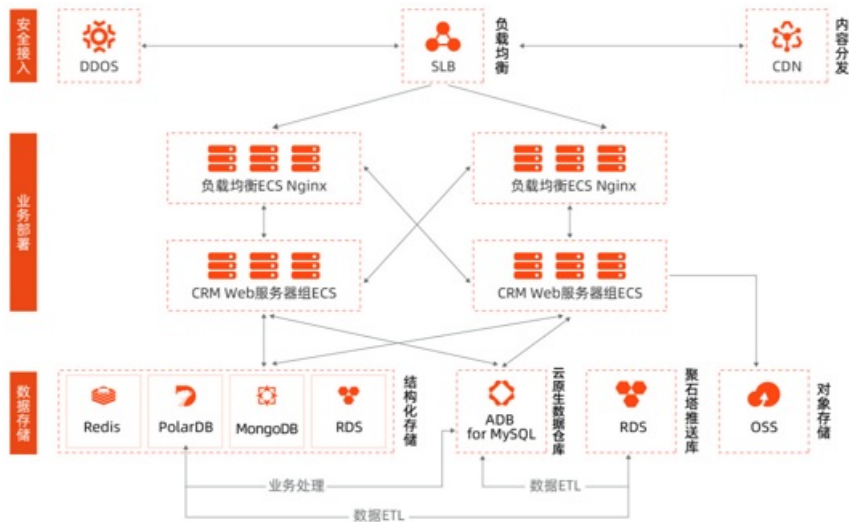 安全接入
DDOS
SLB
负载均衡
CDN
内容分发
业务部署
负载均衡ECS Nginx
负载均衡ECS Nginx
CRM Web服务器组ECS
CRM Web服务器组ECS
数据存储
Redis
PolarDB
MongoDB
RDS
结构化存储
ADB
for MySQL
云原生数据仓库
RDS
聚石塔推送库
OSS
对象存储
业务处理
数据ETL
数据ETL